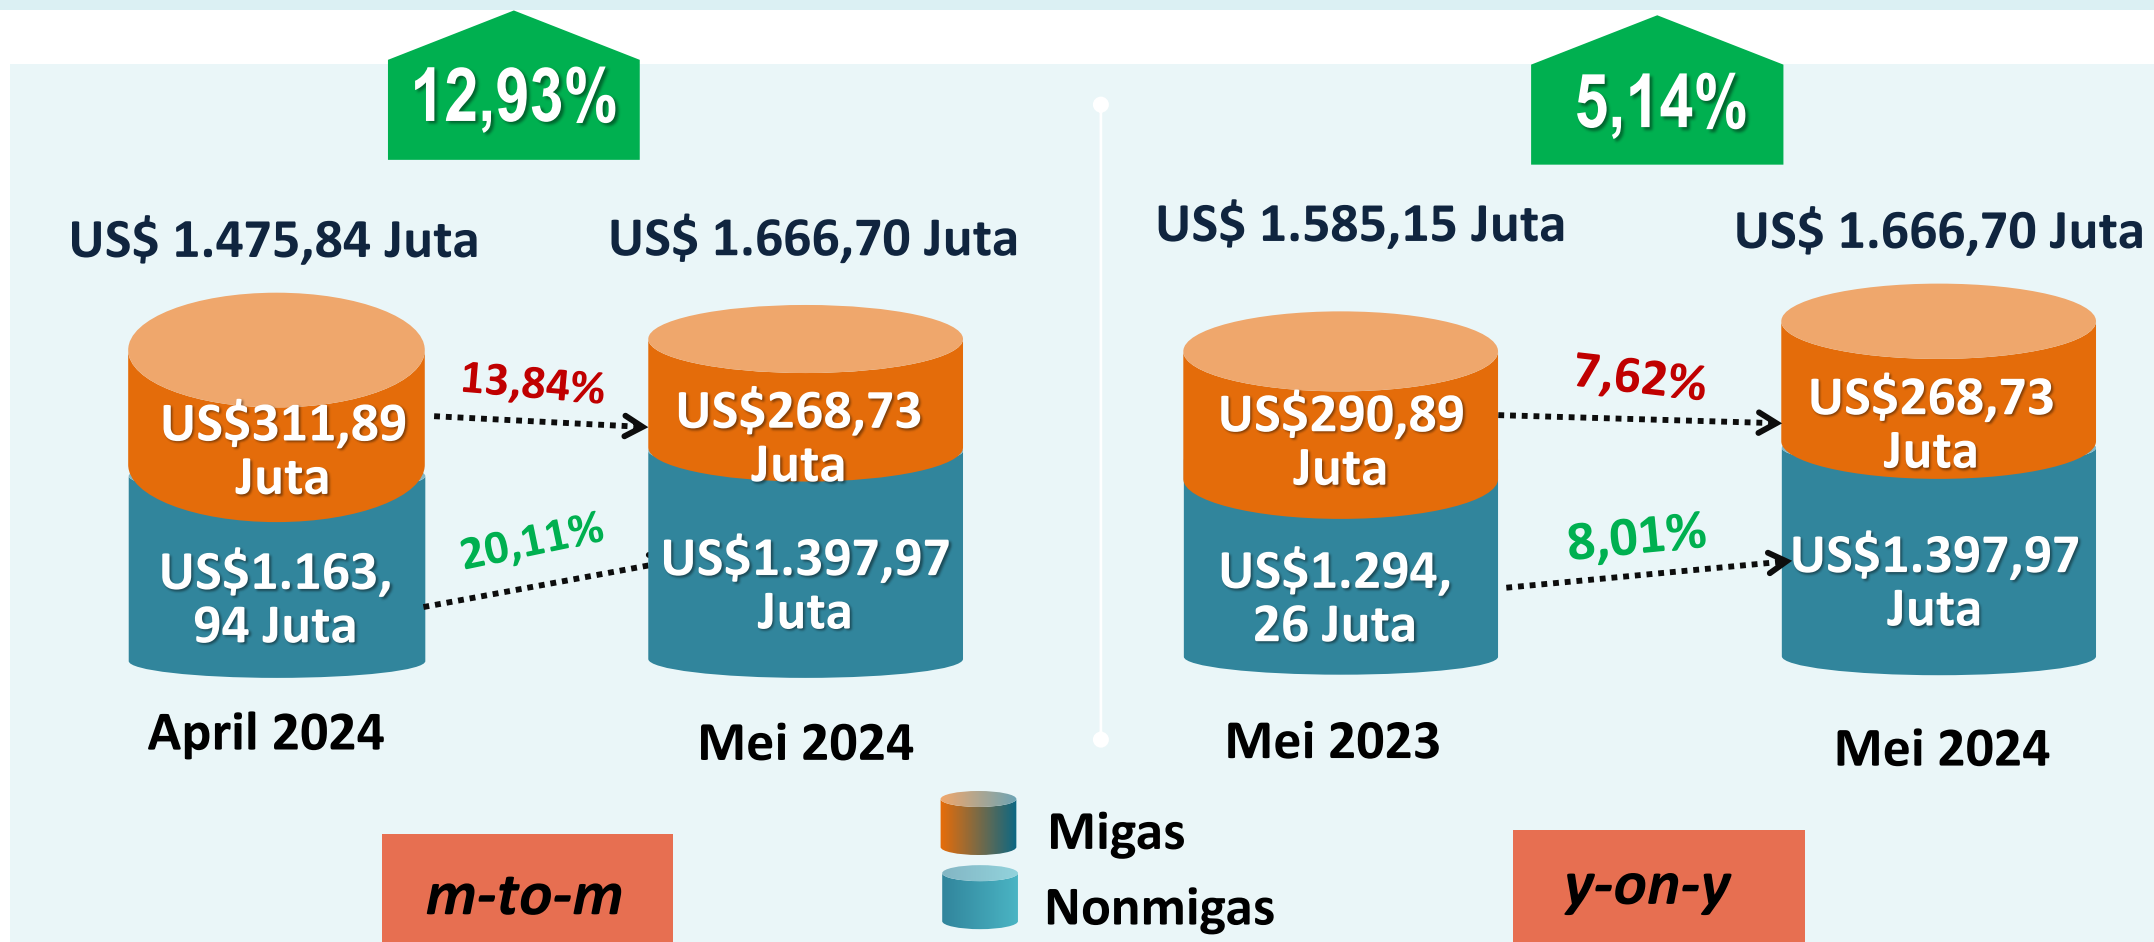 12,93%
5,14%
US$ 1.475,84 Juta
US$ 1.666,70 Juta
US$ 1.585,15 Juta
US$ 1.666,70 Juta
13,84%
US$311,89
Juta
US$268,73
Juta
20,11%
US$1.163,
94 Juta
US$1.397,97
Juta
April 2024
Mei 2024
7,62%
US$290,89
Juta
US$268,73
Juta
8,01%
US$1.294,
26 Juta
US$1.397,97
Juta
Mei 2023
Mei 2024
Migas
Nonmigas
m-to-m
y-on-y